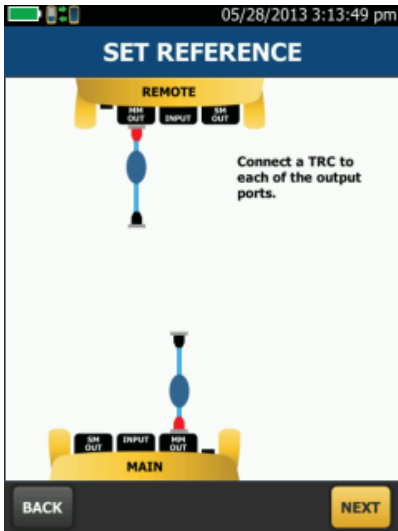 05/28/2013 3:13:49 pm
SET REFERENCE
REMOTE
MM OUT
INPUT
SM OUT
Connect a TRC to
each of the output
ports.
SM OUT
INPUT
MM OUT
MAIN
BACK
NEXT